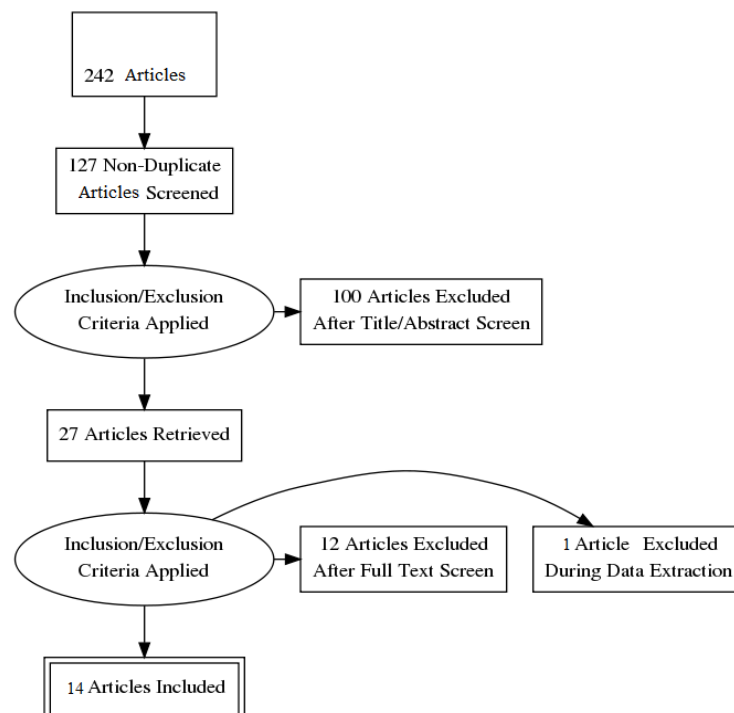 242 Articles
127 Non-Duplicate
Articles Screened
Inclusion/Exclusion
Criteria Applied
100 Articles Excluded
After Title/Abstract Screen
27 Articles Retrieved
Inclusion/Exclusion
Criteria Applied
12 Articles Excluded
After Full Text Screen
1 Article Excluded
During Data Extraction
14 Articles Included